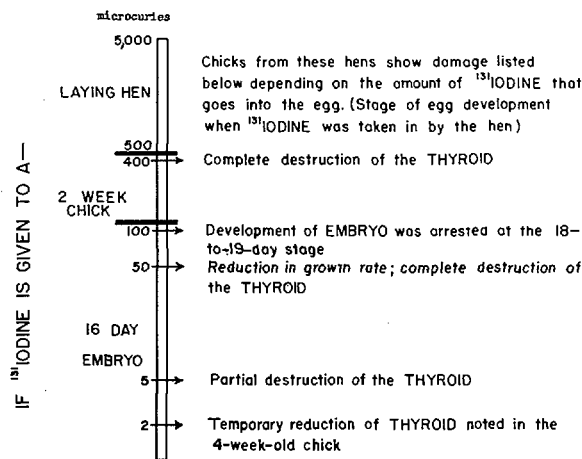 microcuries
5,000
Chicks from these hens show damage listed
below depending on the amount of ¹³¹IODINE that
goes into the egg. (Stage of egg development
when ¹³¹IODINE was taken in by the hen)
LAYING HEN
500
400
Complete destruction of the THYROID
2 WEEK
CHICK
100
Development of EMBRYO was arrested at the 18-
to-19-day stage
50
Reduction in grown rate; complete destruction of
the THYROID
16 DAY
EMBRYO
5
Partial destruction of the THYROID
2
Temporary reduction of THYROID noted in the
4-week-old chick
IF ¹³¹IODINE IS GIVEN TO A—